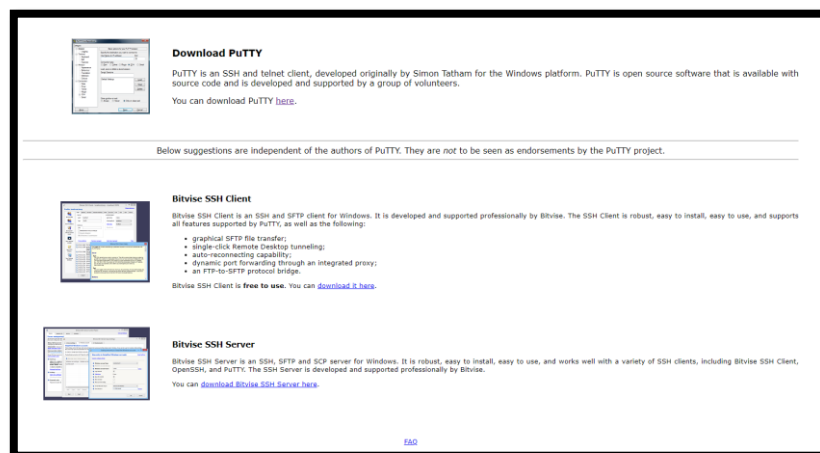 Download PuTTY
PuTTY is an SSH and telnet client, developed originally by Simon Tatham for the Windows platform. PuTTY is open source software that is available with
source code and is developed and supported by a group of volunteers.
You can download PuTTY here.
Below suggestions are independent of the authors of PuTTY. They are not to be seen as endorsements by the PuTTY project.
Bitvise SSH Client
Bitvise SSH Client is an SSH and SFTP client for Windows. It is developed and supported professionally by Bitvise. The SSH Client is robust, easy to install, easy to use, and supports
all features supported by PuTTY, as well as the following:
graphical SFTP file transfer;
single-click Remote Desktop tunneling;
auto-reconnecting capability;
dynamic port forwarding through an integrated proxy;
an FTP-to-SFTP protocol bridge.
Bitvise SSH Client is free to use. You can download it here.
Bitvise SSH Server
Bitvise SSH Server is an SSH, SFTP and SCP server for Windows. It is robust, easy to install, easy to use, and works well with a variety of SSH clients, including Bitvise SSH Client,
OpenSSH, and PuTTY. The SSH Server is developed and supported professionally by Bitvise.
You can download Bitvise SSH Server here.
FAQ